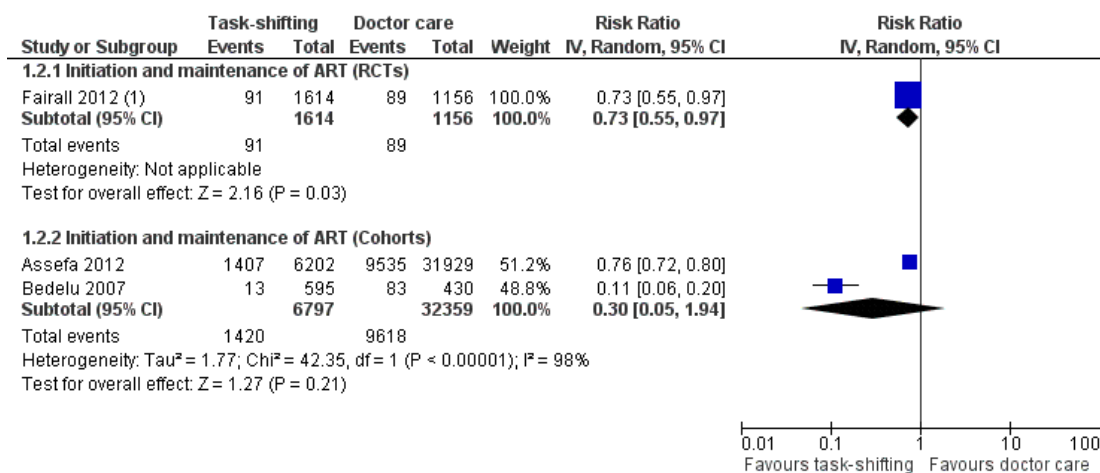 Task-shifting Doctor care Risk Ratio Risk Ratio
Study or Subgroup Events Total Events Total Weight IV, Random, 95% CI IV, Random, 95% CI
1.2.1 Initiation and maintenance of ART (RCTs)
Fairall 2012 (1) 91 1614 89 1156 100.0% 0.73 [0.55, 0.97]
Subtotal (95% CI) 1614 1156 100.0% 0.73 [0.55, 0.97]
Total events 91 89
Heterogeneity: Not applicable
Test for overall effect: Z = 2.16 (P = 0.03)
1.2.2 Initiation and maintenance of ART (Cohorts)
Assefa 2012 1407 6202 9535 31929 51.2% 0.76 [0.72, 0.80]
Bedelu 2007 13 595 83 430 48.8% 0.11 [0.06, 0.20]
Subtotal (95% CI) 6797 32359 100.0% 0.30 [0.05, 1.94]
Total events 1420 9618
Heterogeneity: Tau² = 1.77; Chi² = 42.35, df = 1 (P < 0.00001); I² = 98%
Test for overall effect: Z = 1.27 (P = 0.21)
0.01 0.1 1 10 100
Favours task-shifting Favours doctor care